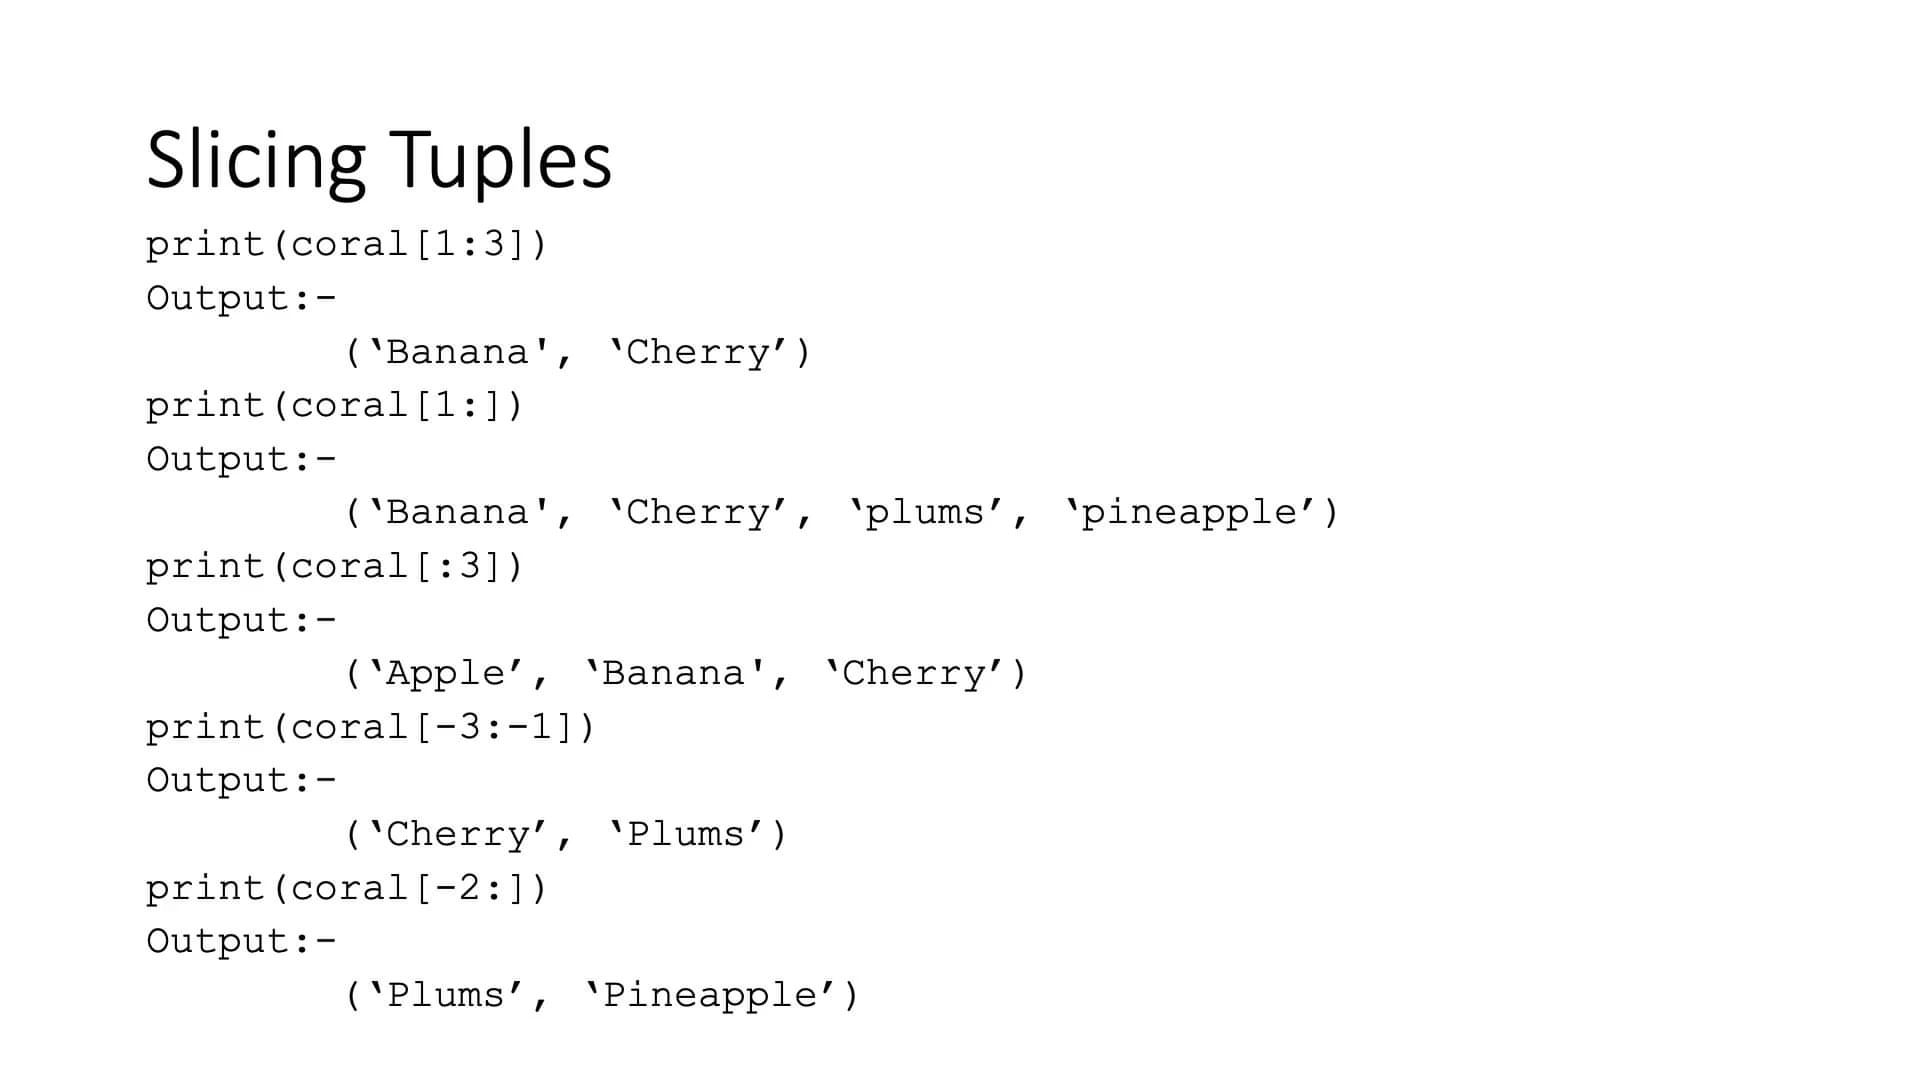 Slicing Tuples
print(coral[1:3])
Output:-
(‘Banana', ‘Cherry’)
print(coral[1:])
Output:-
(‘Banana', ‘Cherry’, ‘plums’, ‘pineapple’)
print(coral[:3])
Output:-
(‘Apple’, ‘Banana', ‘Cherry’)
print(coral[-3:-1])
Output:-
(‘Cherry’, ‘Plums’)
print(coral[-2:])
Output:-
(‘Plums’, ‘Pineapple’)